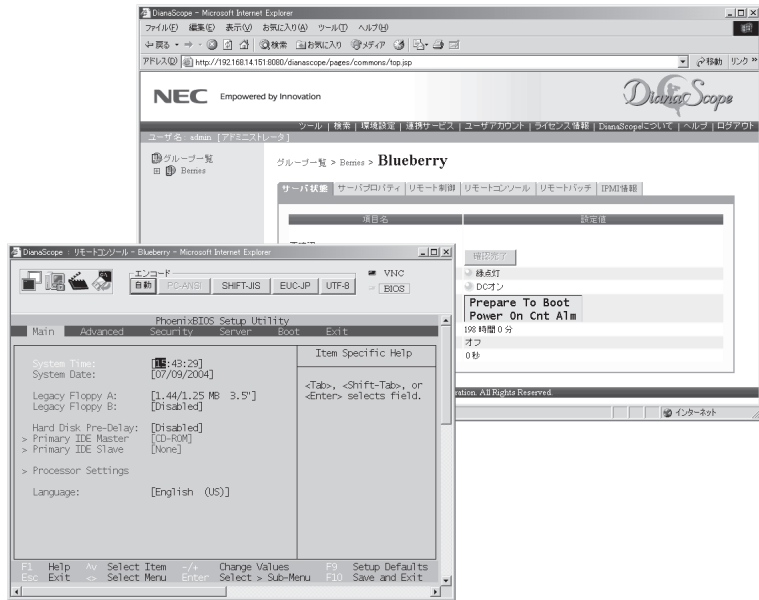 DianaScope - Microsoft Internet Explorer
ファイル(F) 編集(E) 表示(V) お気に入り(A) ツール(T) ヘルプ(H)
戻る 検索 お気に入り メディア
アドレス(D) http://192.168.14.151:8080/dianascope/pages/commons/top.jsp 移動 リンク »
NEC Empowered by Innovation DianaScope
ツール | 検索 | 環境設定 | 連携サービス | ユーザアカウント | ライセンス情報 | DianaScopeについて | ヘルプ | ログアウト
ユーザ名: admin [アドミニストレータ]
グループ一覧
Berries
グループ一覧 > Berries > Blueberry
サーバ状態 サーバプロパティ リモート制御 リモートコンソール リモートバッチ IPMI情報
項目名 設定値
確認完了
緑点灯
DCオン
Prepare To Boot
Power On Cnt Alm
198 時間 0 分
オフ
0 秒
ration. All Rights Reserved.
インターネット
DianaScope | リモートコンソール - Blueberry - Microsoft Internet Explorer
エンコード
自動 PC-ANSI SHIFT-JIS EUC-JP UTF-8
VNC
BIOS
PhoenixBIOS Setup Utility
Main Advanced Security Server Boot Exit
Item Specific Help
System Time: [15:43:29]
System Date: [07/09/2004]
<Tab>, <Shift-Tab>, or
<Enter> selects field.
Legacy Floppy A: [1.44/1.25 MB 3.5"]
Legacy Floppy B: [Disabled]
Hard Disk Pre-Delay: [Disabled]
> Primary IDE Master [CD-ROM]
> Primary IDE Slave [None]
> Processor Settings
Language: [English (US)]
F1 Help ^v Select Item -/+ Change Values F9 Setup Defaults
Esc Exit <> Select Menu Enter Select > Sub-Menu F10 Save and Exit